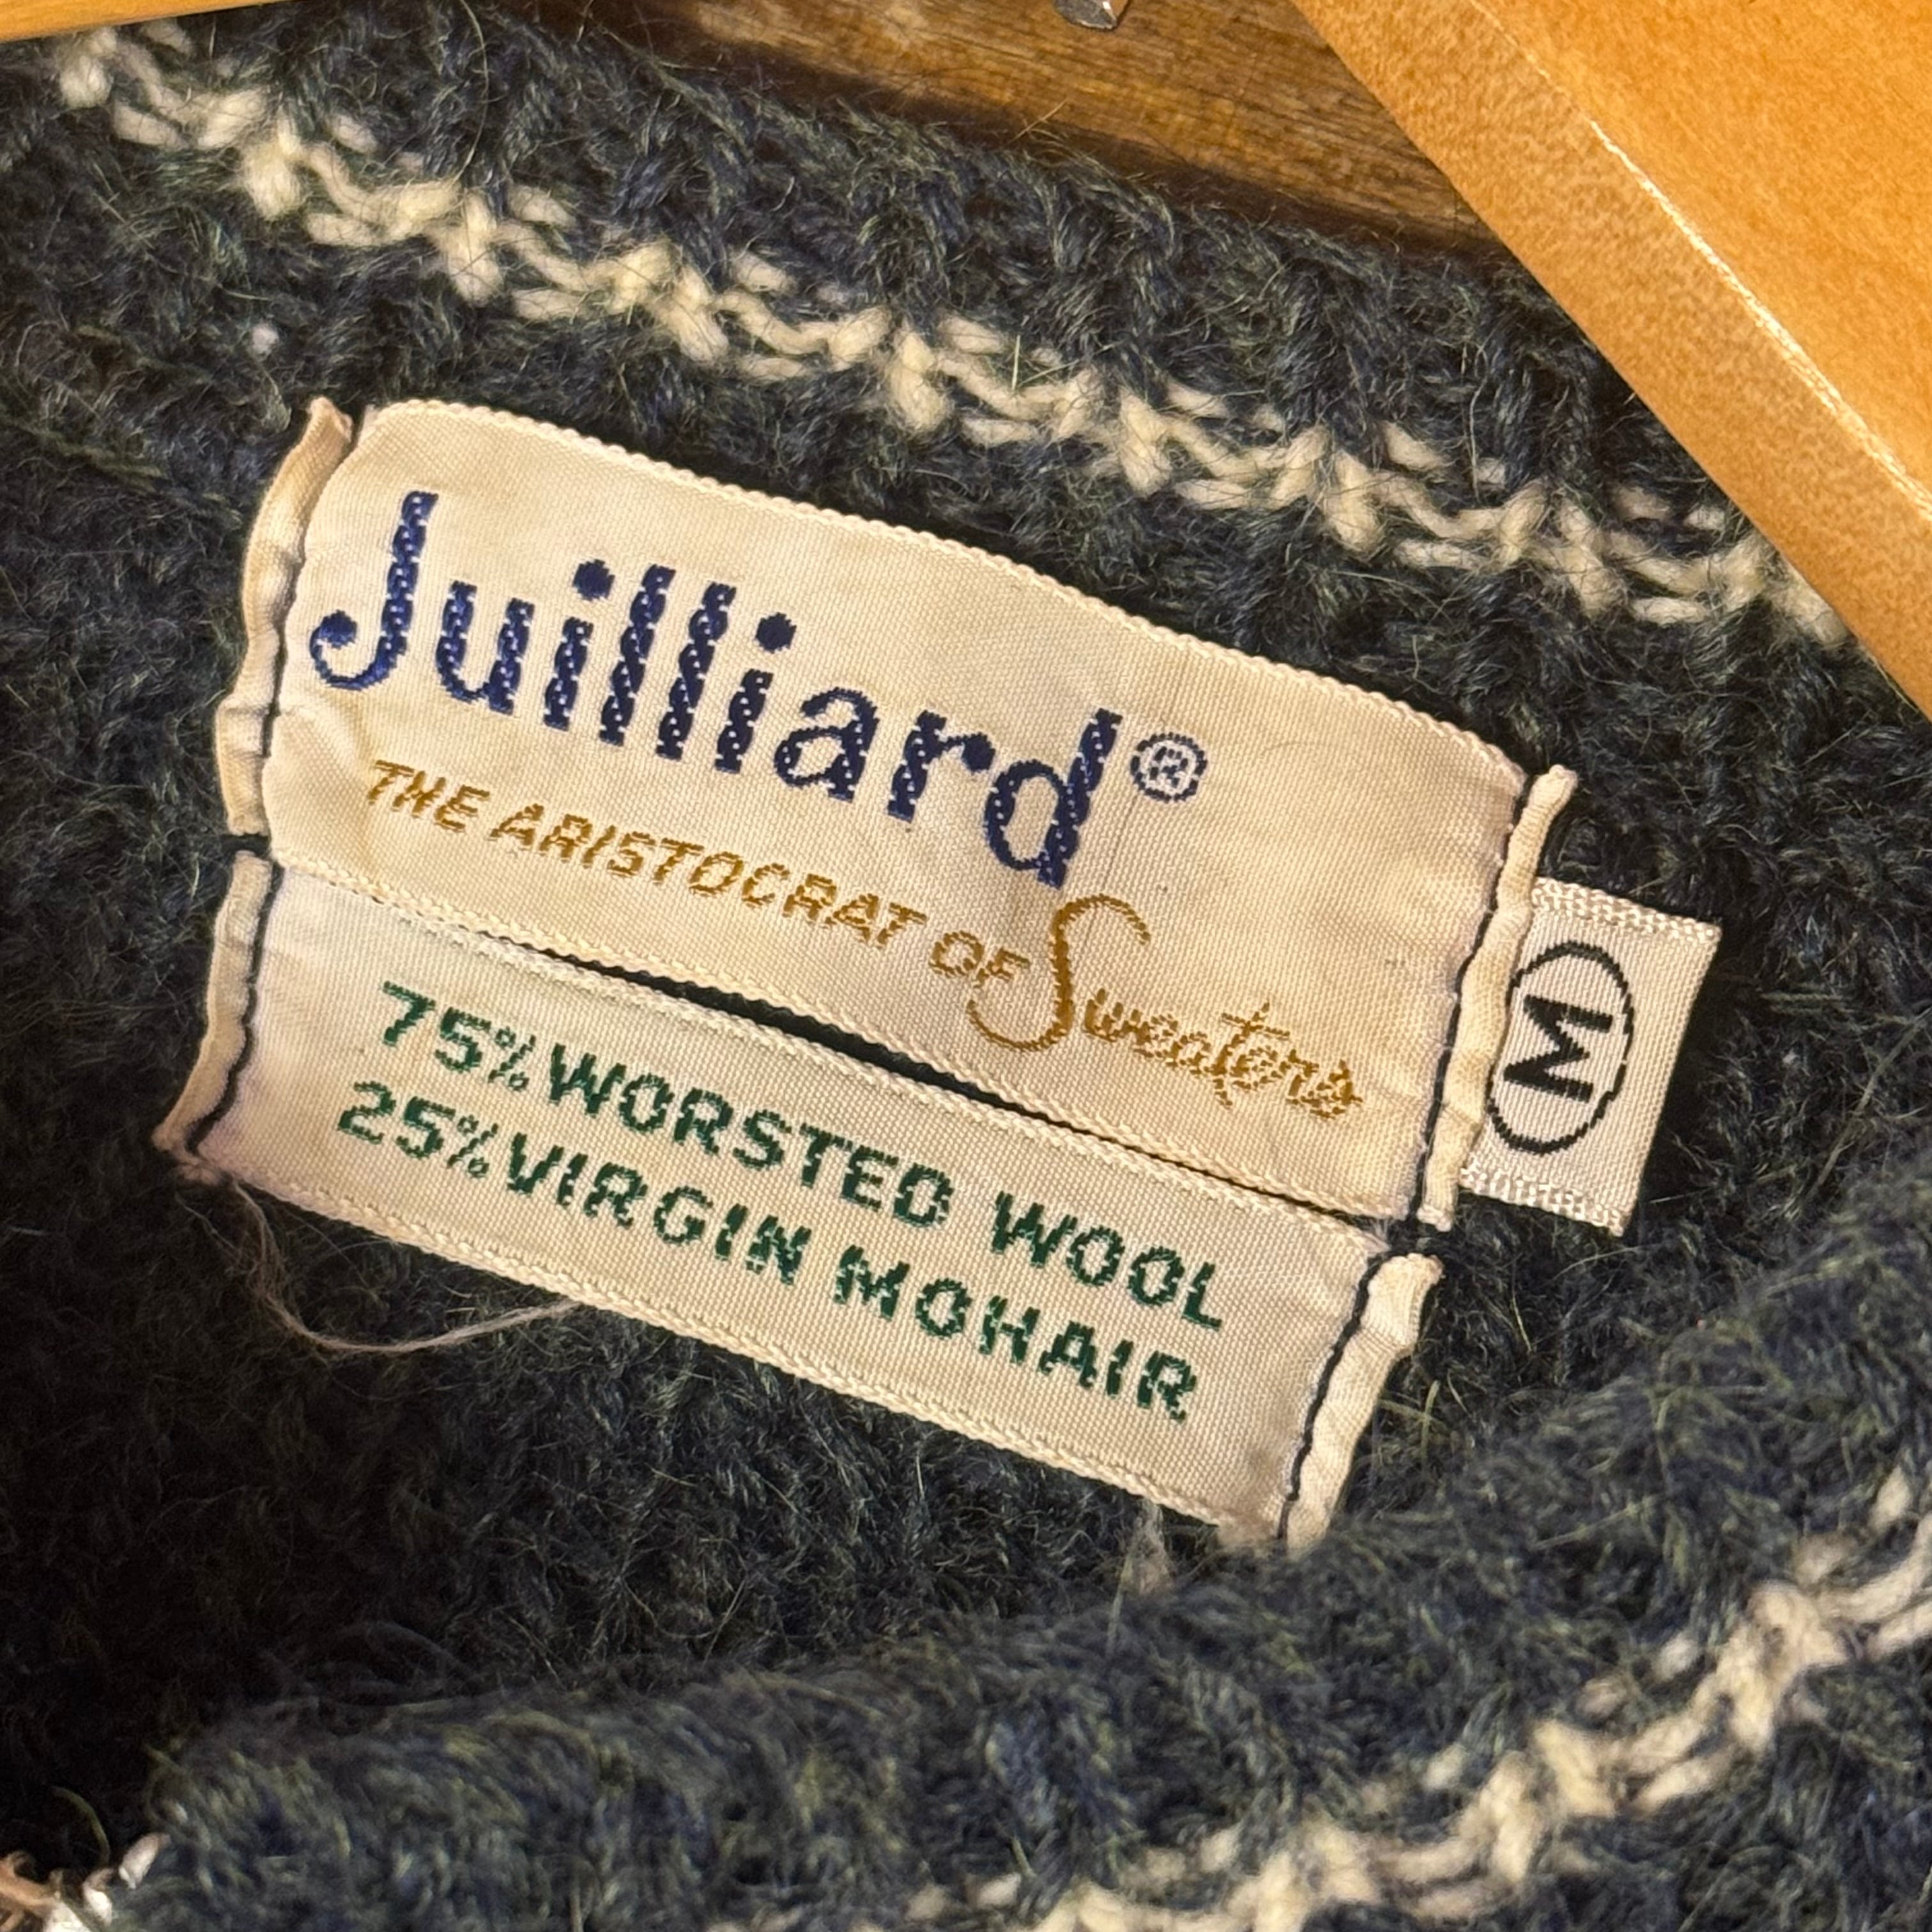 Juilliard®
THE ARISTOCRAT OF Sweaters
M
75% WORSTED WOOL
25% VIRGIN MOHAIR